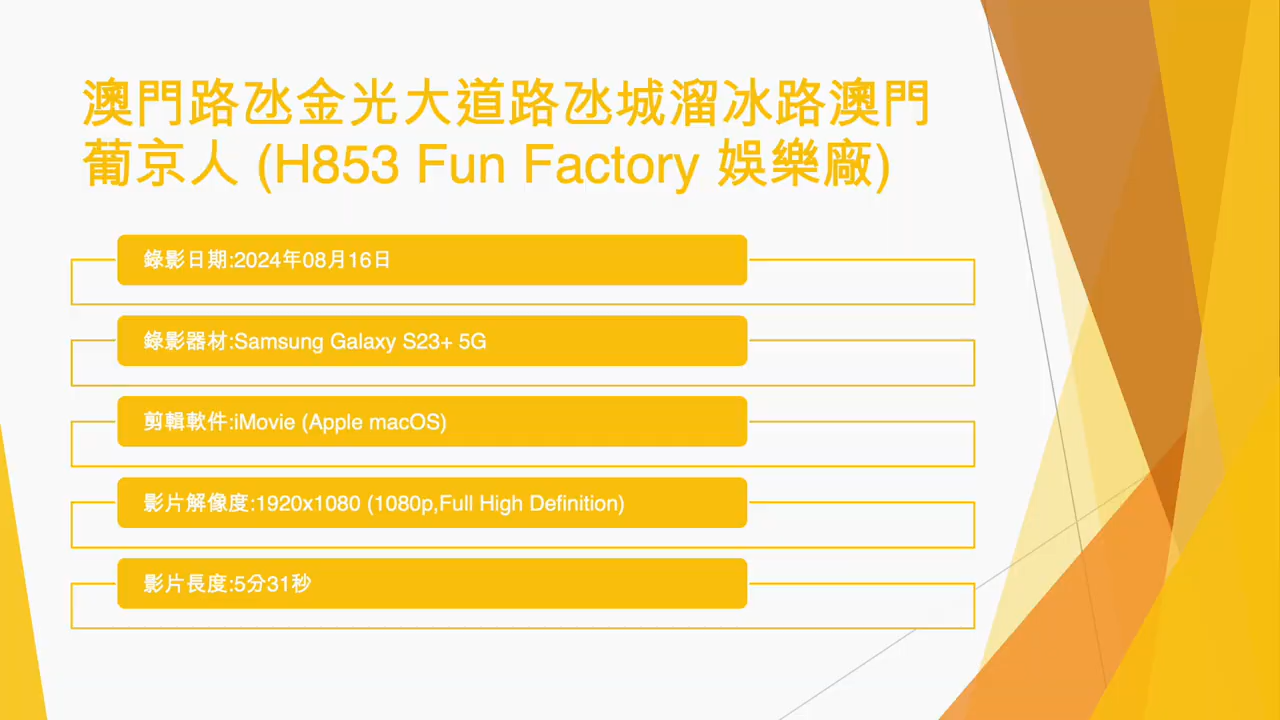 澳門路氹金光大道路氹城溜冰路澳門
葡京人 (H853 Fun Factory 娛樂廠)
錄影日期:2024年08月16日
錄影器材:Samsung Galaxy S23+ 5G
剪輯軟件:iMovie (Apple macOS)
影片解像度:1920x1080 (1080p,Full High Definition)
影片長度:5分31秒